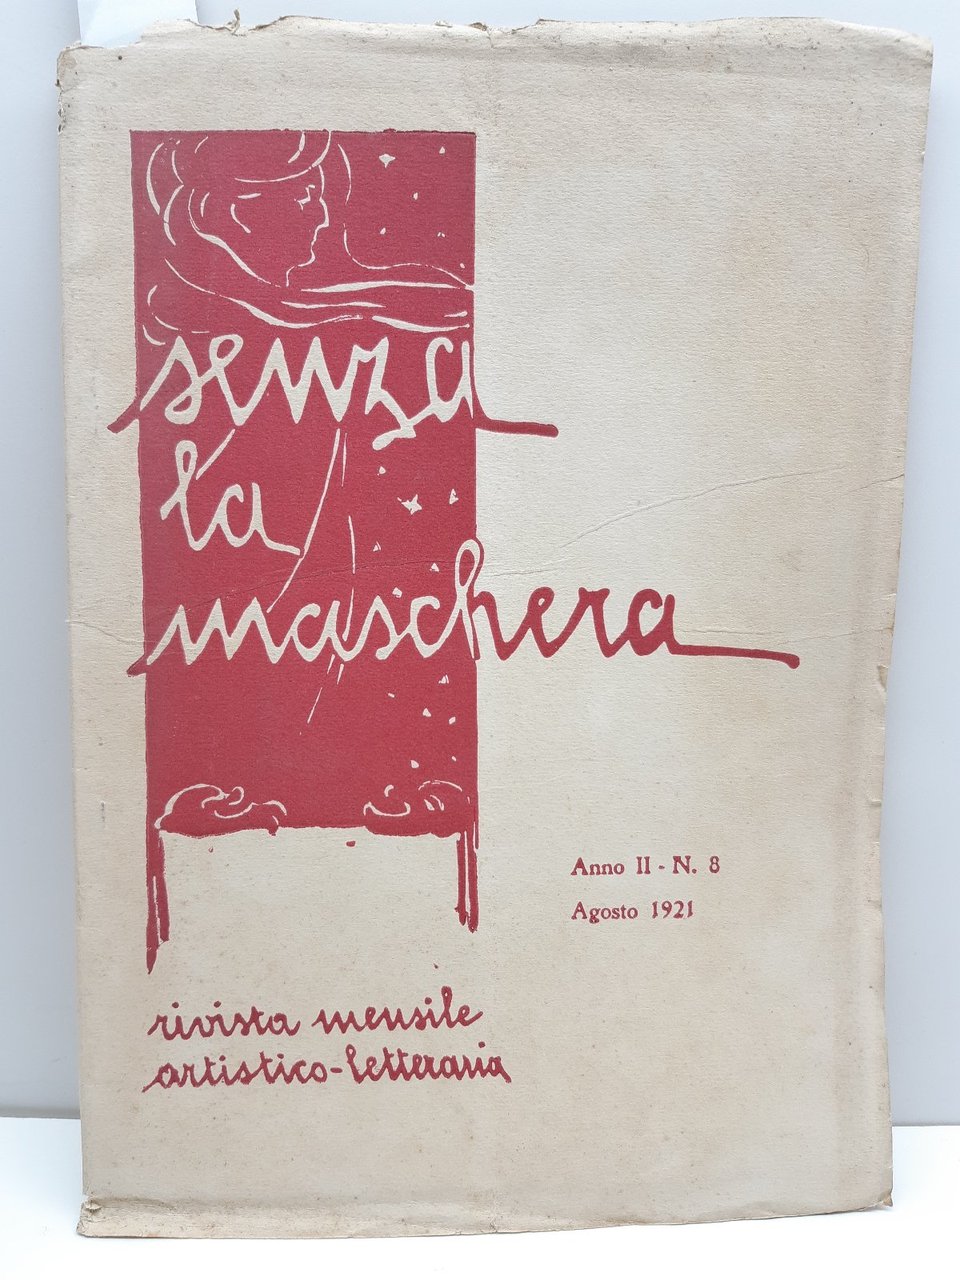 senza
la
maschera
Anno II - N. 8
Agosto 1921
rivista mensile
artistico-letteraria